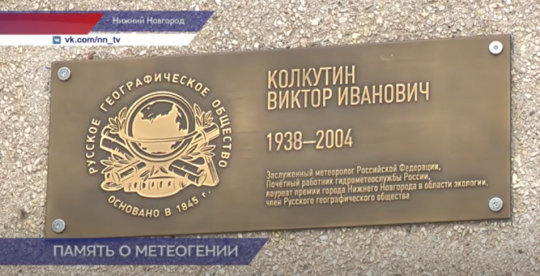 Нижний Новгород
vk.com/nn_tv
РУССКОЕ ГЕОГРАФИЧЕСКОЕ ОБЩЕСТВО
ОСНОВАНО В 1845 г.
КОЛКУТИН
ВИКТОР ИВАНОВИЧ
1938—2004
Заслуженный метеоролог Российской Федерации,
Почётный работник гидрометеослужбы России,
лауреат премии города Нижнего Новгорода в области экологии,
член Русского географического общества
ПАМЯТЬ О МЕТЕОГЕНИИ